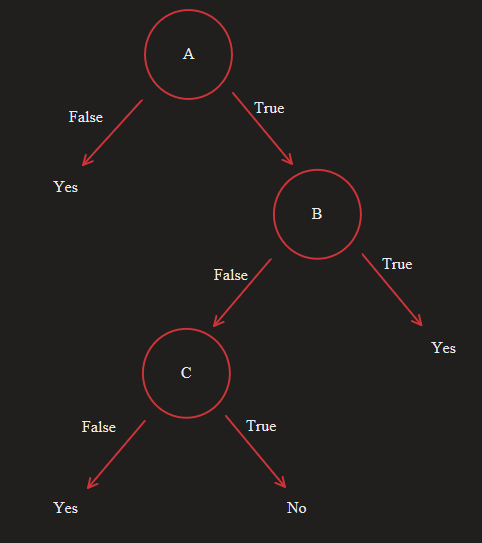 A
False
True
Yes
B
False
True
Yes
C
False
True
Yes
No